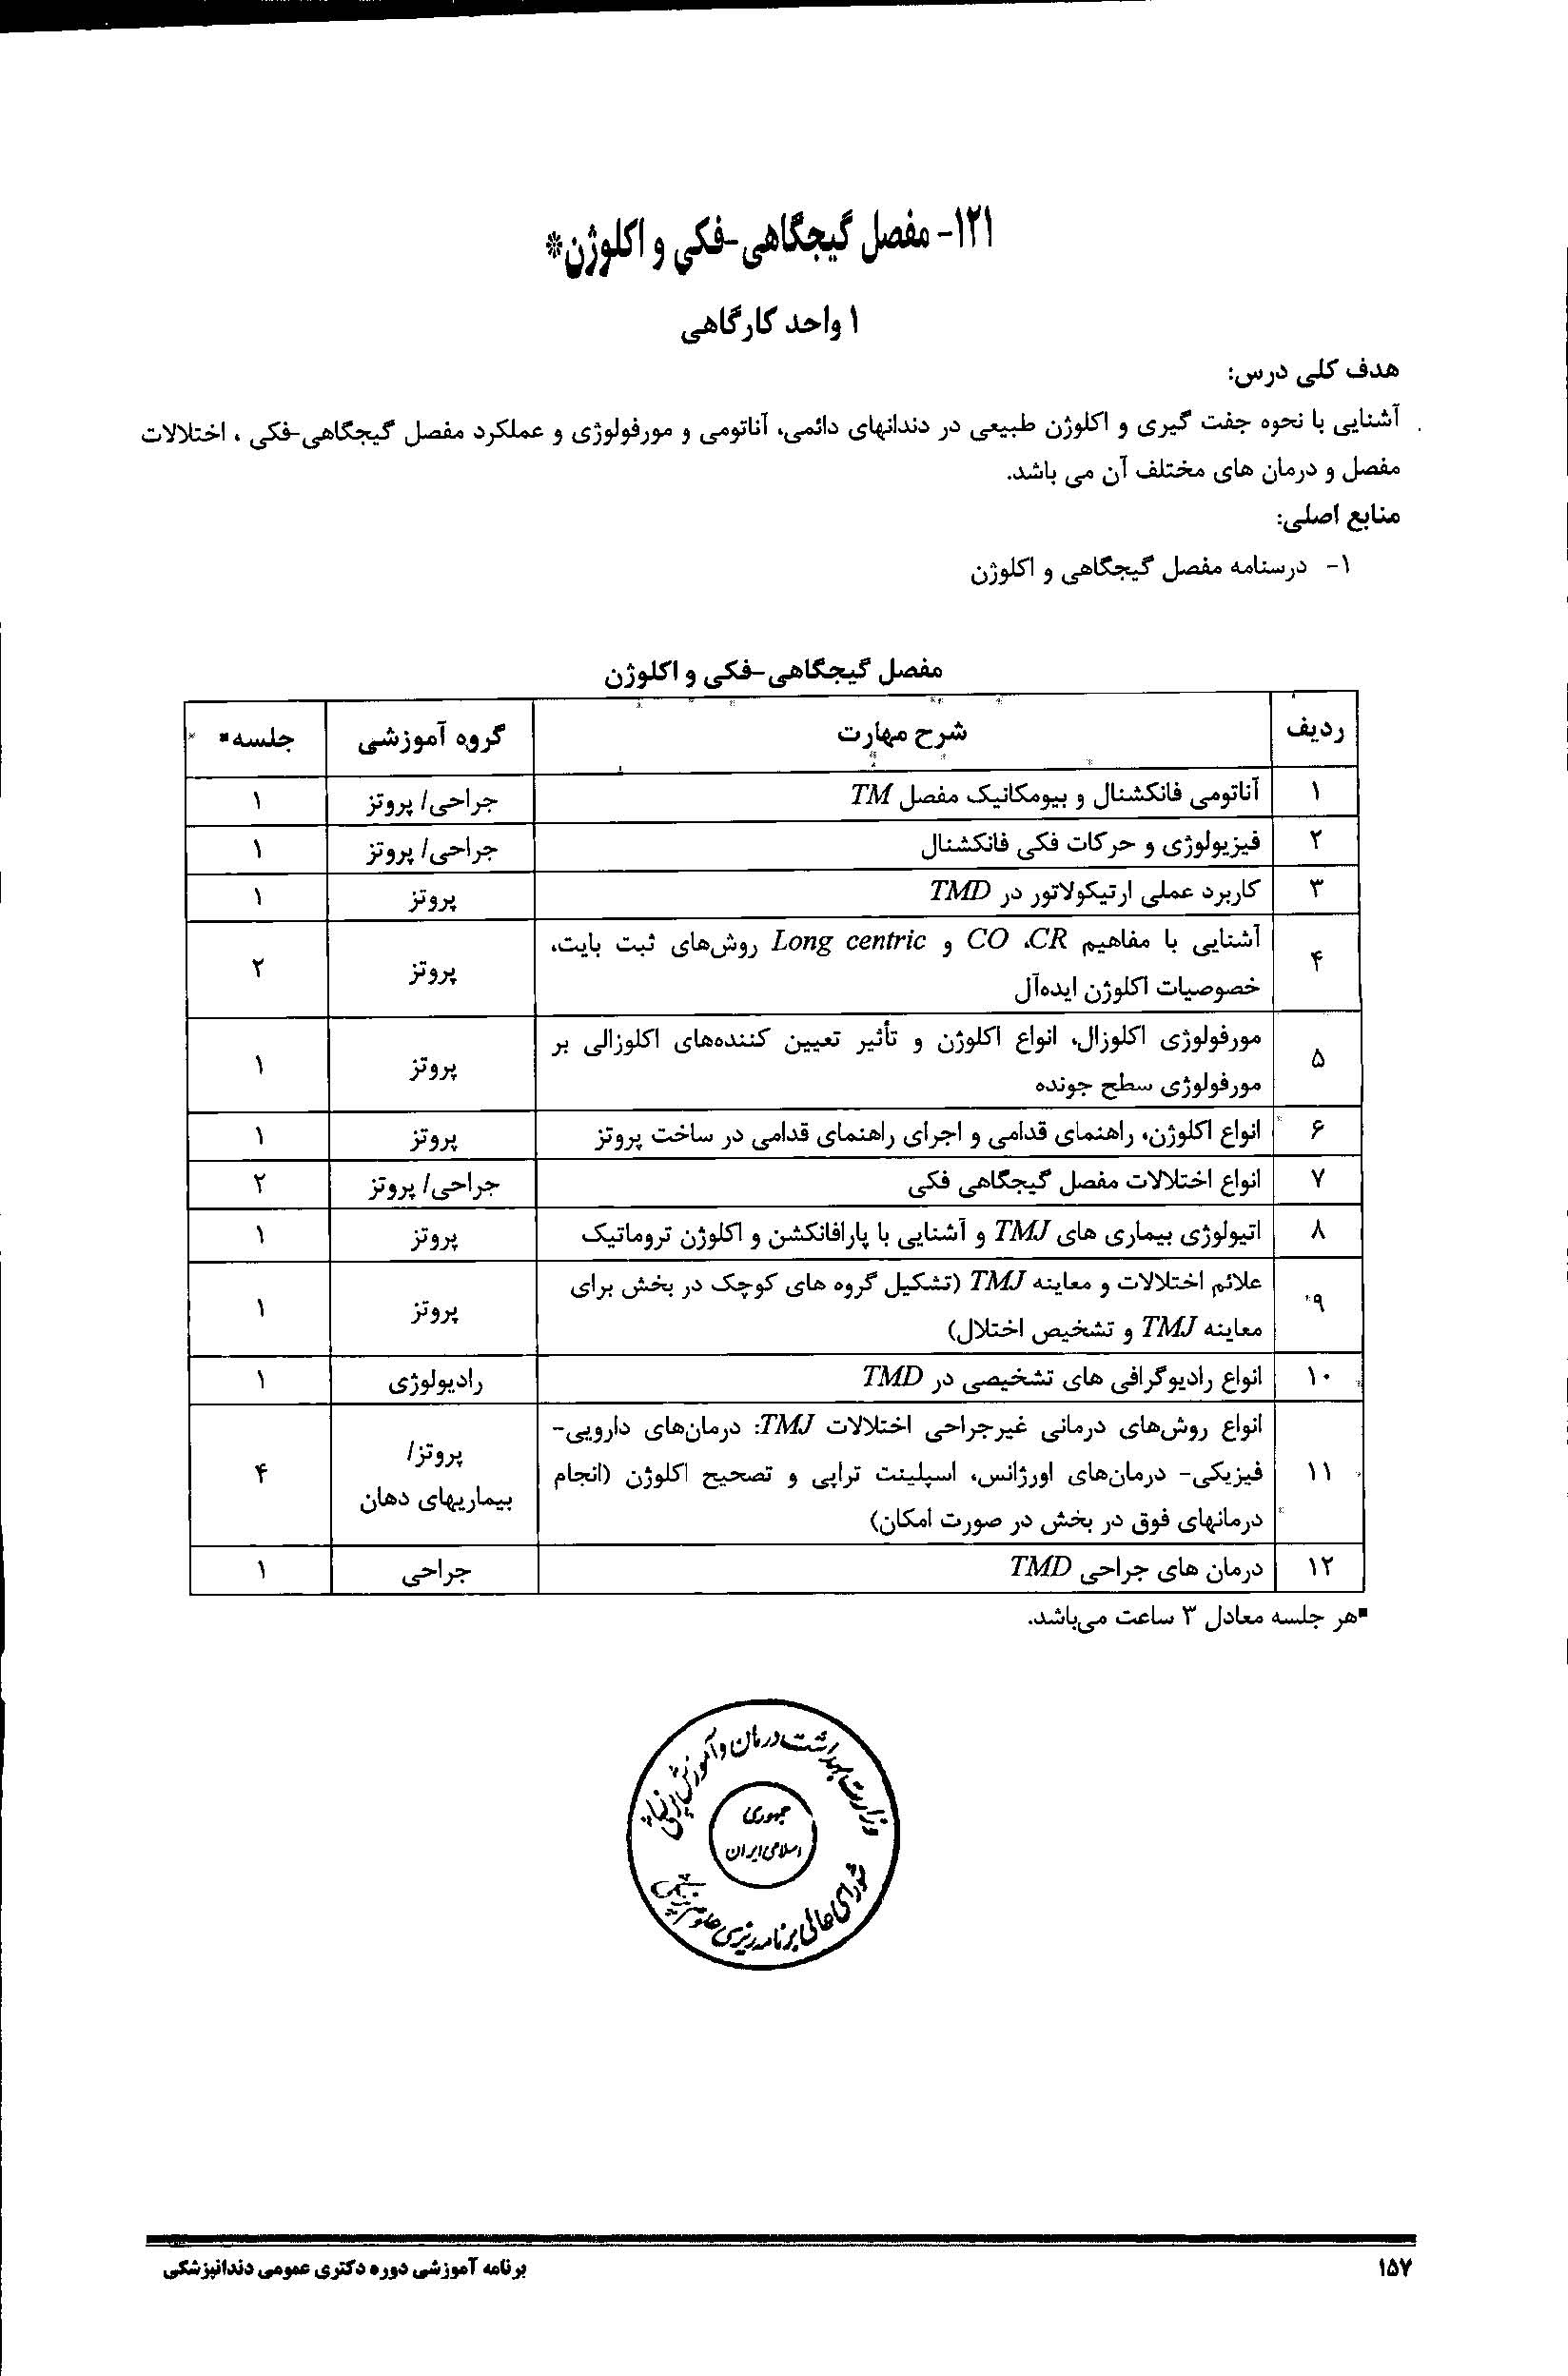 ۱۲۱- مفصل گیجگاهی-فکی و اکلوژن*
۱ واحد کارگاهی
هدف کلی درس:
آشنایی با نحوه جفت گیری و اکلوژن طبیعی در دندانهای دائمی، آناتومی و مورفولوژی و عملکرد مفصل گیجگاهی-فکی ، اختلالات
مفصل و درمان های مختلف آن می باشد.
منابع اصلی:
۱- درسنامه مفصل گیجگاهی و اکلوژن
مفصل گیجگاهی-فکی و اکلوژن
ردیف شرح مهارت گروه آموزشی جلسه▪
۱ آناتومی فانکشنال و بیومکانیک مفصل TM جراحی/ پروتز ۱
۲ فیزیولوژی و حرکات فکی فانکشنال جراحی/ پروتز ۱
۳ کاربرد عملی ارتیکولاتور در TMD پروتز ۱
۴ آشنایی با مفاهیم CO ،CR و Long centric روش‌های ثبت بایت،
خصوصیات اکلوژن ایده‌آل پروتز ۲
۵ مورفولوژی اکلوزال، انواع اکلوژن و تأثیر تعیین کننده‌های اکلوزالی بر
مورفولوژی سطح جونده پروتز ۱
۶ انواع اکلوژن، راهنمای قدامی و اجرای راهنمای قدامی در ساخت پروتز پروتز ۱
۷ انواع اختلالات مفصل گیجگاهی فکی جراحی/ پروتز ۲
۸ اتیولوژی بیماری های TMJ و آشنایی با پارافانکشن و اکلوژن تروماتیک پروتز ۱
۹ علائم اختلالات و معاینه TMJ (تشکیل گروه های کوچک در بخش برای
معاینه TMJ و تشخیص اختلال) پروتز ۱
۱۰ انواع رادیوگرافی های تشخیصی در TMD رادیولوژی ۱
۱۱ انواع روش‌های درمانی غیرجراحی اختلالات TMJ: درمان‌های دارویی-
فیزیکی- درمان‌های اورژانس، اسپلینت تراپی و تصحیح اکلوژن (انجام
درمانهای فوق در بخش در صورت امکان) پروتز/ بیماریهای دهان ۴
۱۲ درمان های جراحی TMD جراحی ۱
▪هر جلسه معادل ۳ ساعت می‌باشد.
وزارت بهداشت درمان و آموزش پزشکی
جمهوری
اسلامی ایران
شورای عالی برنامه ریزی علوم پزشکی
۱۵۷
برنامه آموزشی دوره دکتری عمومی دندانپزشکی